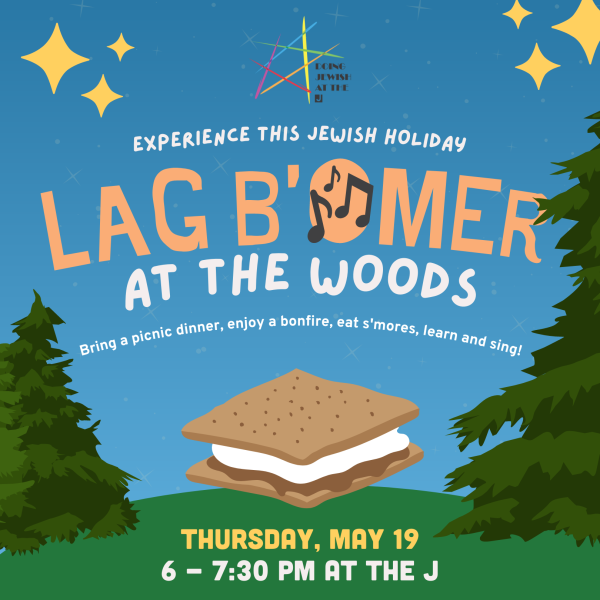 DOING
JEWISH
AT THE
J
EXPERIENCE THIS JEWISH HOLIDAY
LAG B'OMER
AT THE WOODS
Bring a picnic dinner, enjoy a bonfire, eat s'mores, learn and sing!
THURSDAY, MAY 19
6 – 7:30 PM AT THE J